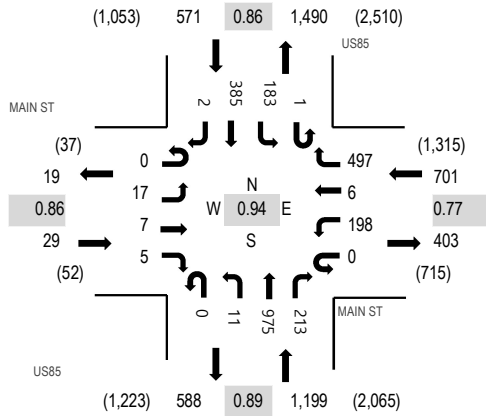 (1,053) 571 0.86 1,490 (2,510)
US85
2 385 183 1
MAIN ST
(37) (1,315)
0 497
19 701
17 N 6
0.86 W 0.94 E 0.77
7 198
29 S 403
5 0
(52) (715)
0 11 975 213
MAIN ST
US85
(1,223) 588 0.89 1,199 (2,065)